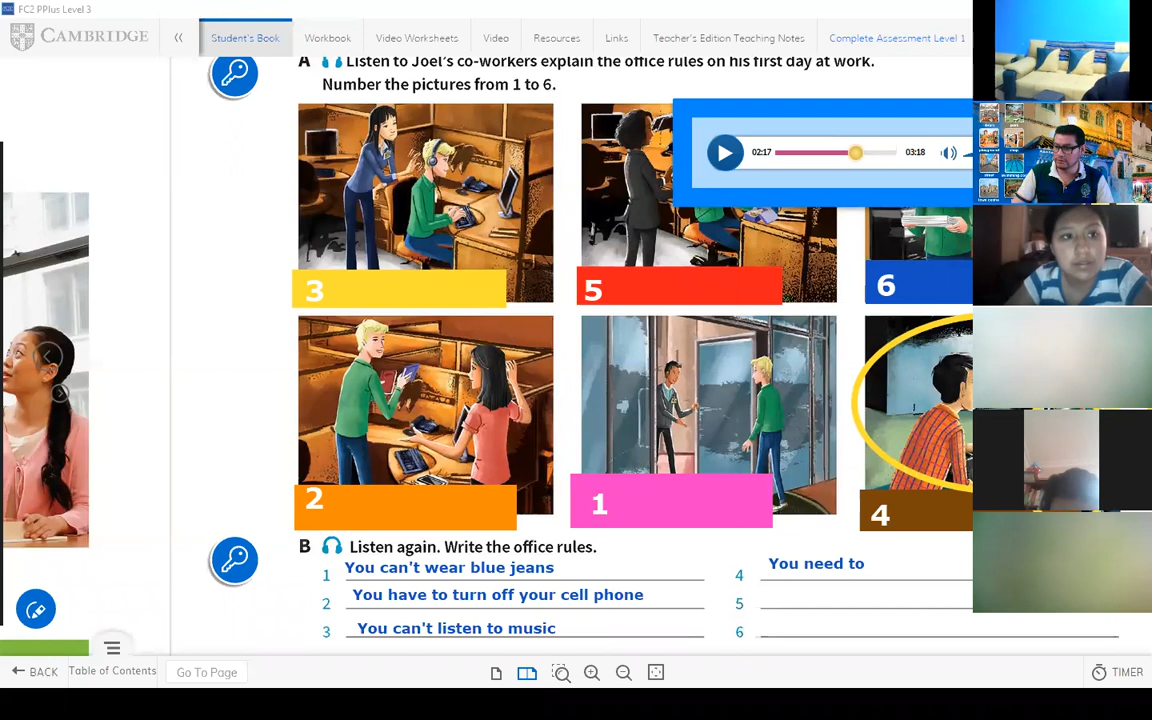 FC2 PPlus Level 3
CAMBRIDGE
Student's Book
Workbook
Video Worksheets
Video
Resources
Links
Teacher's Edition Teaching Notes
Complete Assessment Level 1
A Listen to Joel's co-workers explain the office rules on his first day at work.
Number the pictures from 1 to 6.
02:17
03:18
3
5
6
2
1
4
B Listen again. Write the office rules.
1 You can't wear blue jeans
2 You have to turn off your cell phone
3 You can't listen to music
4 You need to
5
6
BACK
Table of Contents
Go To Page
TIMER